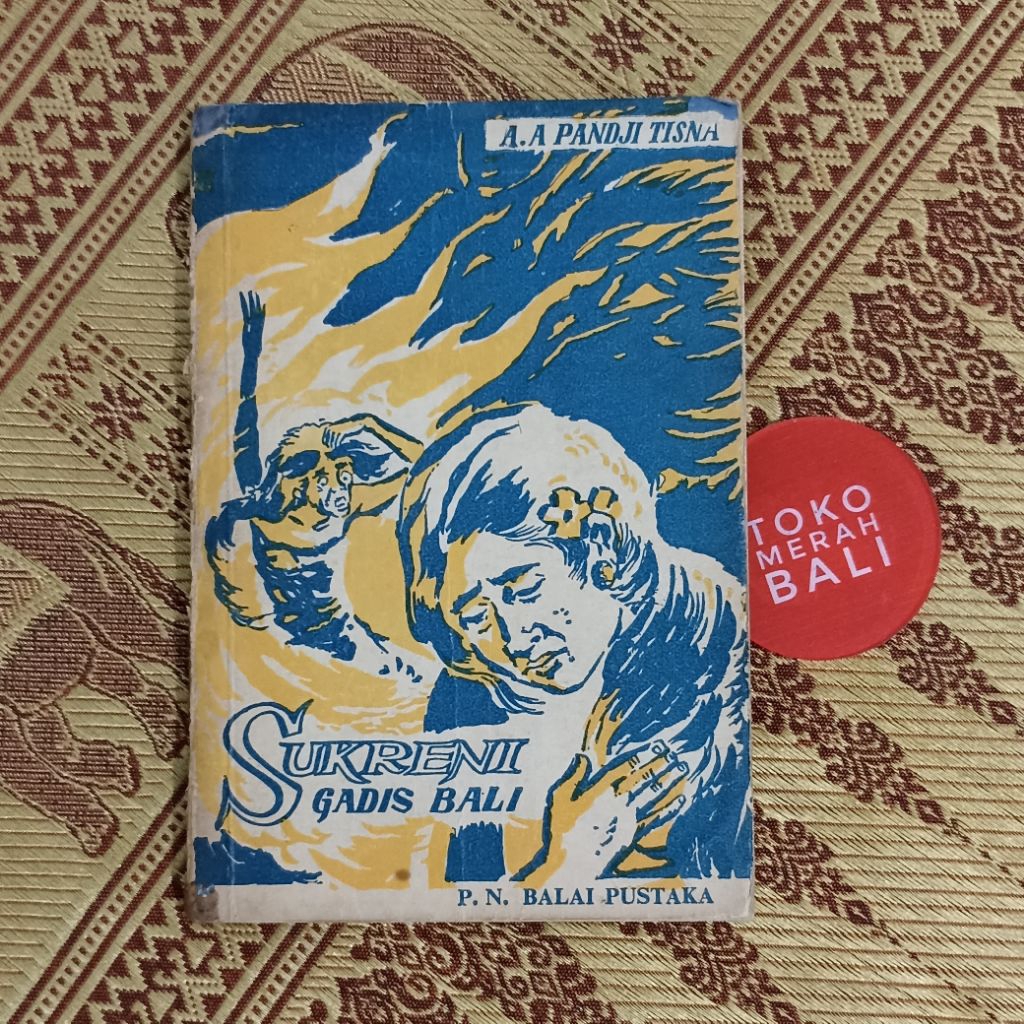 A.A PANDJI TISNA
TOKO
MERAH
BALI
SUKRENI
GADIS BALI
P. N. BALAI PUSTAKA